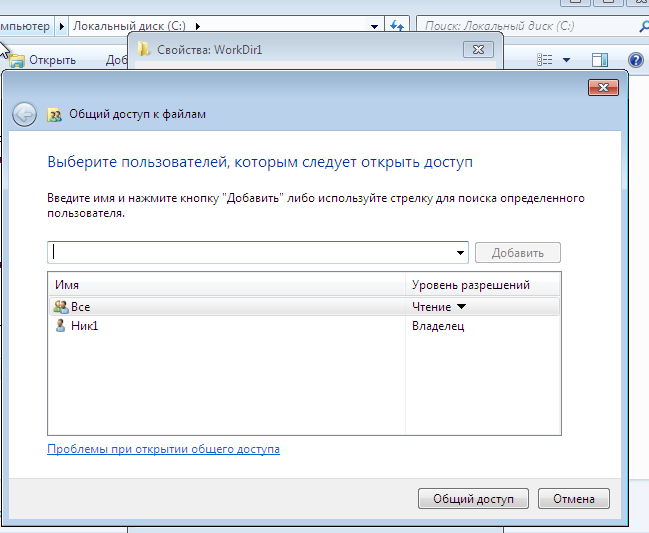 Локальный диск (C:)
Поиск: Локальный диск (C:)
Открыть
Свойства: WorkDir1
Общий доступ к файлам
Выберите пользователей, которым следует открыть доступ
Введите имя и нажмите кнопку "Добавить" либо используйте стрелку для поиска определенного
пользователя.
Добавить
Имя Уровень разрешений
Все Чтение
Ник1 Владелец
Проблемы при открытии общего доступа
Общий доступ Отмена